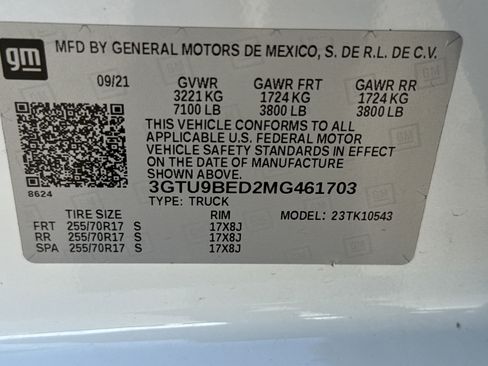 gm MFD BY GENERAL MOTORS DE MEXICO, S. DE R.L. DE C.V.
09/21 GVWR GAWR FRT GAWR RR
3221 KG 1724 KG 1724 KG
7100 LB 3800 LB 3800 LB
THIS VEHICLE CONFORMS TO ALL
APPLICABLE U.S. FEDERAL MOTOR
VEHICLE SAFETY STANDARDS IN EFFECT
ON THE DATE OF MANUFACTURE
SHOWN ABOVE.
8624 3GTU9BED2MG461703
TYPE: TRUCK
TIRE SIZE RIM MODEL: 23TK10543
FRT 255/70R17 S 17X8J
RR 255/70R17 S 17X8J
SPA 255/70R17 S 17X8J